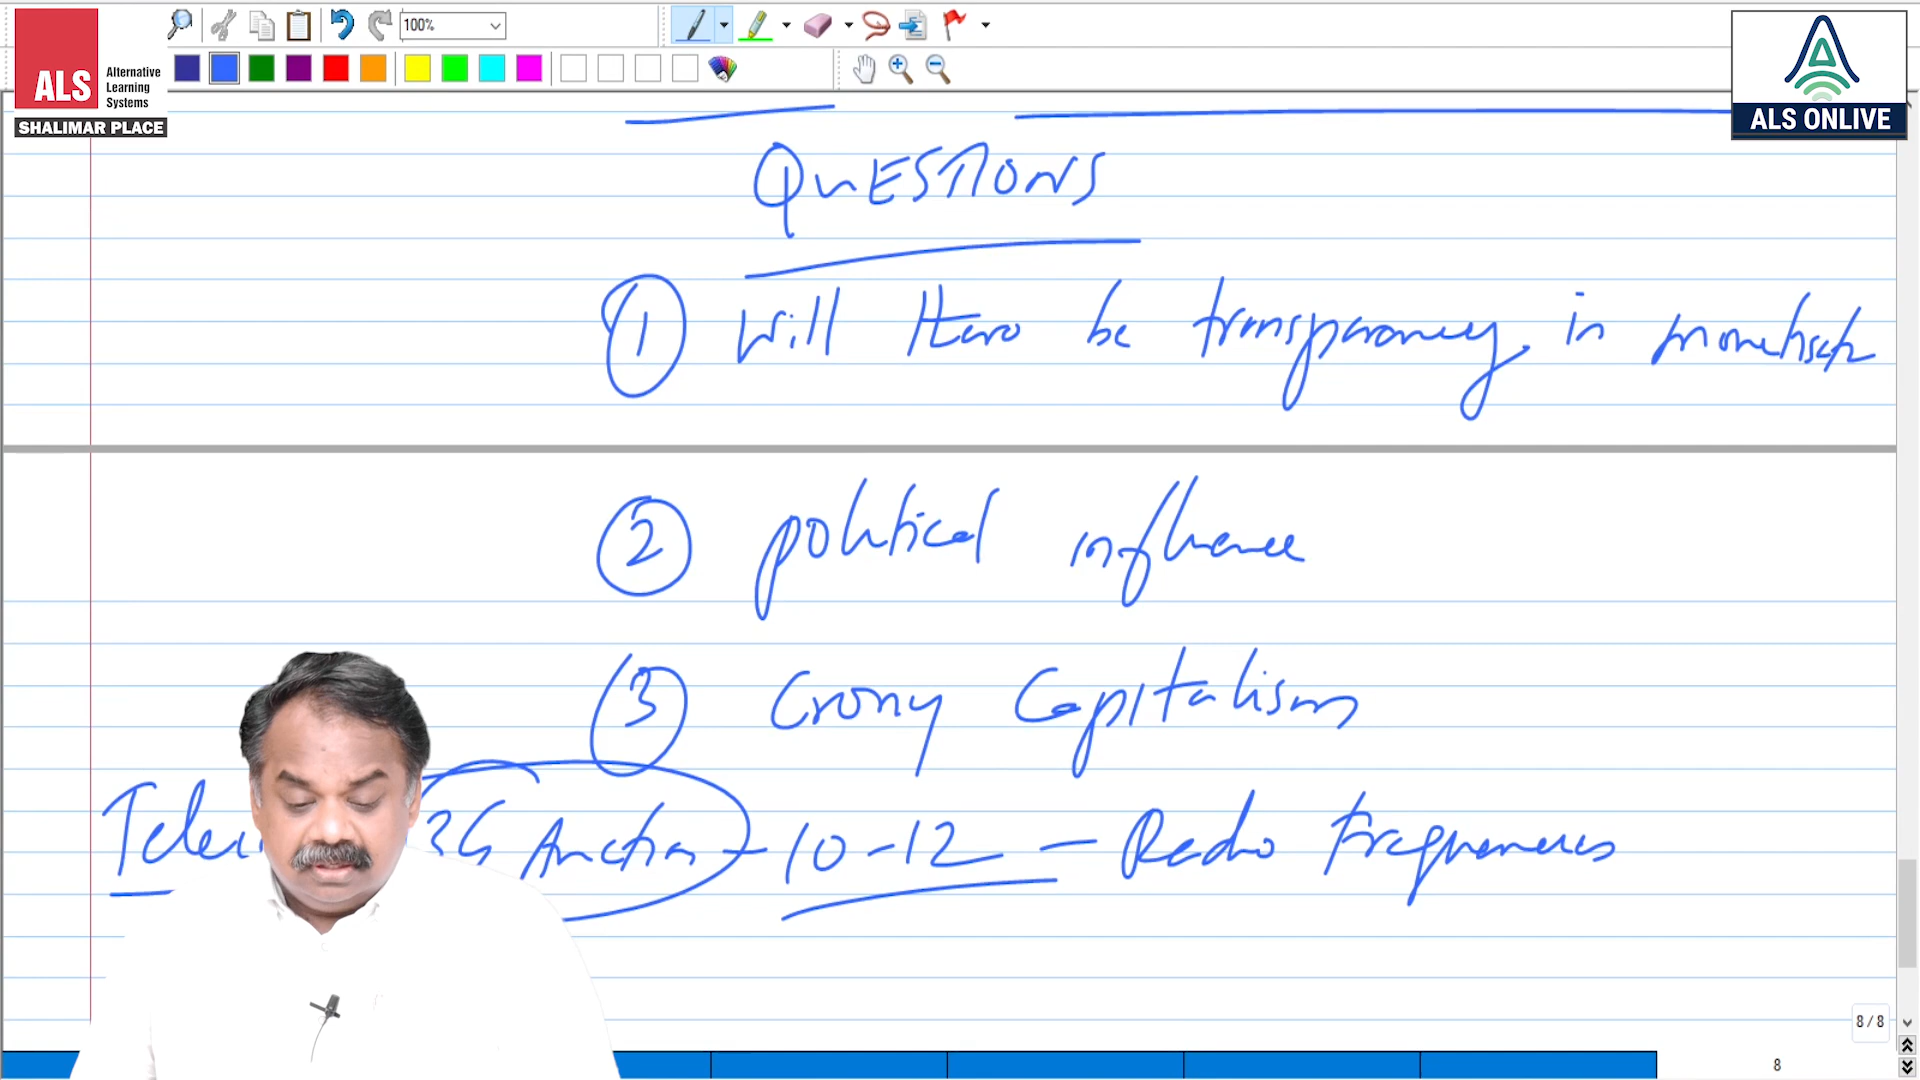 100%
ALS
Alternative
Learning
Systems
SHALIMAR PLACE
ALS ONLIVE
QuESTIONS
1 Will there be transparency in
2 political influence
3 Crony Capitalism
3G Auction - 10-12 - Radio Frequencies
8 / 8
8